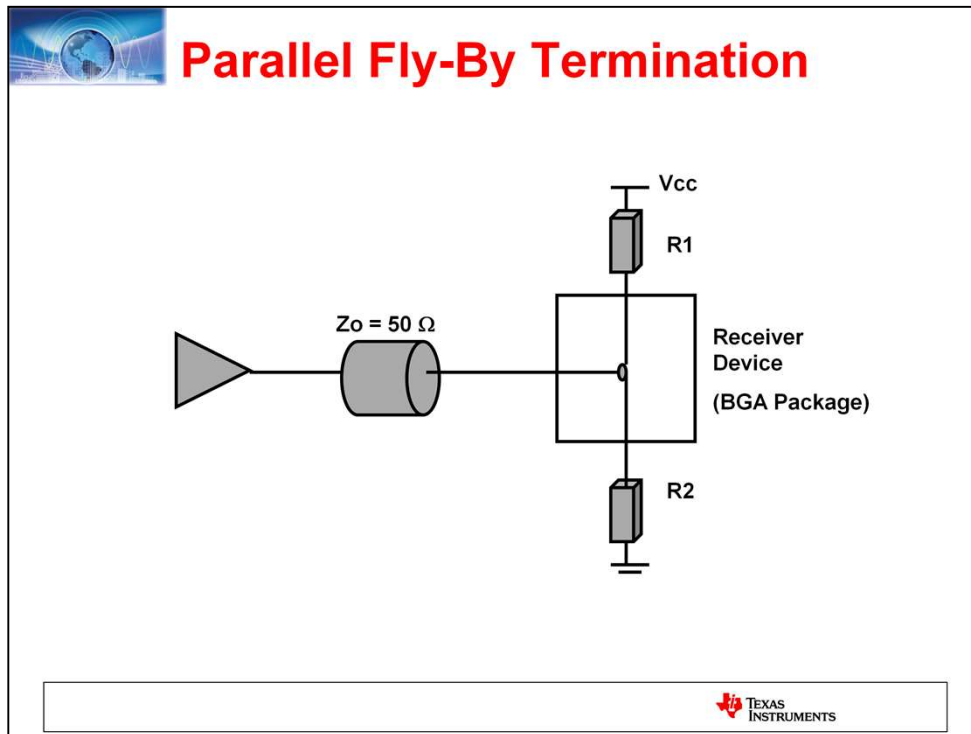 Parallel Fly-By Termination
Vcc
R1
Zo = 50 Ω
Receiver
Device
(BGA Package)
R2
TEXAS
INSTRUMENTS